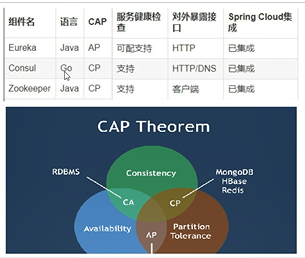 组件名 语言 CAP 服务健康检查 对外暴露接口 Spring Cloud集成
Eureka Java AP 可配支持 HTTP 已集成
Consul Go CP 支持 HTTP/DNS 已集成
Zookeeper Java CP 支持 客户端 已集成
CAP Theorem
RDBMS
Consistency
MongoDB
HBase
Redis
CA
CP
Availability
AP
Partition
Tolerance